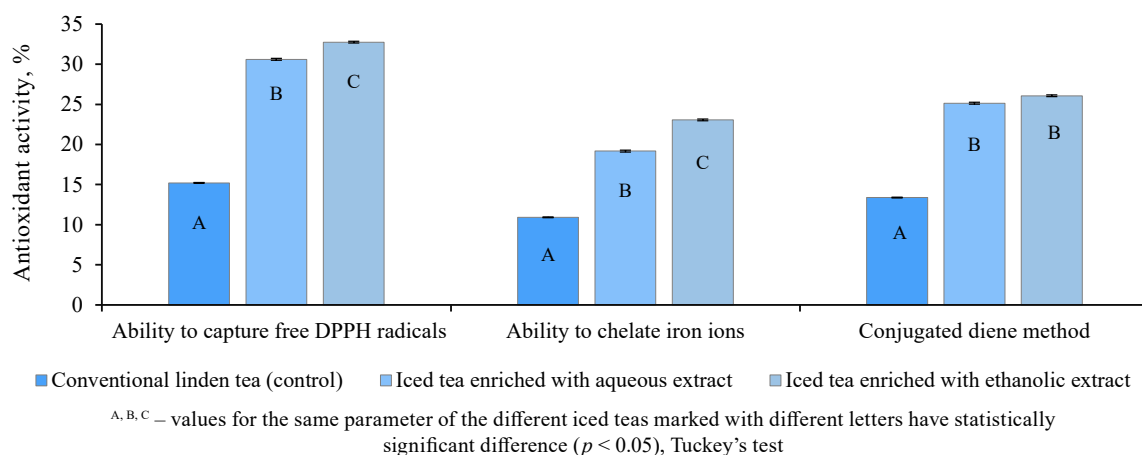 Antioxidant activity, %
35
30
25
20
15
10
5
0
A
B
C
A
B
C
A
B
B
Ability to capture free DPPH radicals
Ability to chelate iron ions
Conjugated diene method
Conventional linden tea (control)
Iced tea enriched with aqueous extract
Iced tea enriched with ethanolic extract
A, B, C – values for the same parameter of the different iced teas marked with different letters have statistically
significant difference (p < 0.05), Tuckey’s test